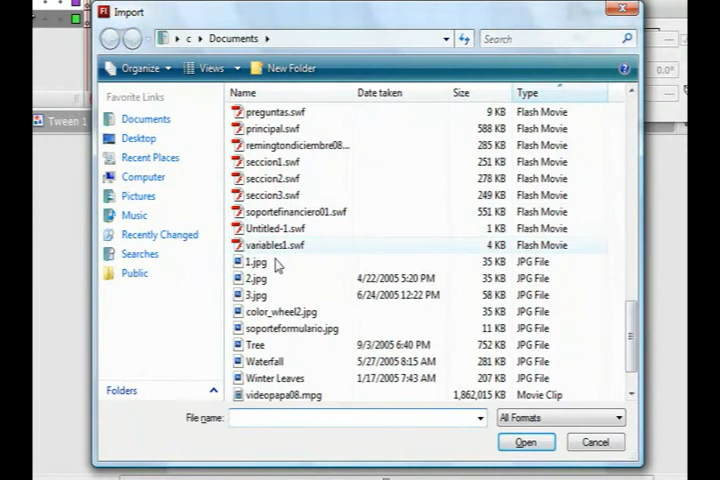 Fl Import
c Documents
Search
Organize Views New Folder
Favorite Links
Documents
Desktop
Recent Places
Computer
Pictures
Music
Recently Changed
Searches
Public
Folders
Name Date taken Size Type
preguntas.swf 9 KB Flash Movie
principal.swf 588 KB Flash Movie
remingtondiciembre08... 285 KB Flash Movie
seccion1.swf 251 KB Flash Movie
seccion2.swf 278 KB Flash Movie
seccion3.swf 249 KB Flash Movie
soportefinanciero01.swf 551 KB Flash Movie
Untitled-1.swf 1 KB Flash Movie
variables1.swf 4 KB Flash Movie
1.jpg 35 KB JPG File
2.jpg 4/22/2005 5:20 PM 35 KB JPG File
3.jpg 6/24/2005 12:22 PM 58 KB JPG File
color_wheel2.jpg 35 KB JPG File
soporteformulario.jpg 11 KB JPG File
Tree 9/3/2005 6:40 PM 752 KB JPG File
Waterfall 5/27/2005 8:15 AM 281 KB JPG File
Winter Leaves 1/17/2005 7:43 AM 207 KB JPG File
videopapa08.mpg 1,862,015 KB Movie Clip
File name: All Formats
Open Cancel
Tween 1
0.0°